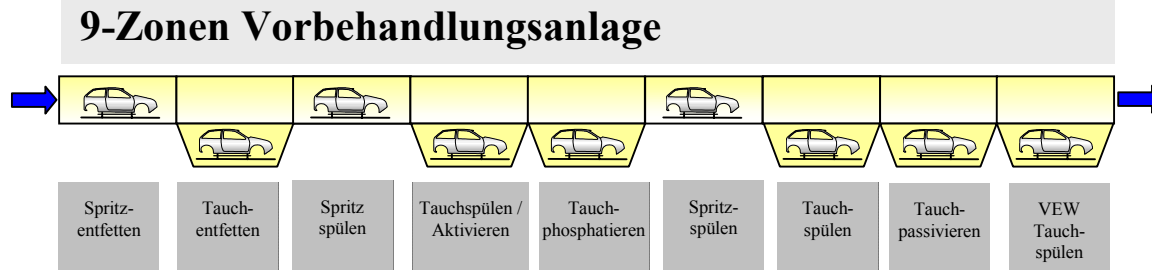 9-Zonen Vorbehandlungsanlage
Spritz-
entfetten
Tauch-
entfetten
Spritz
spülen
Tauchspülen /
Aktivieren
Tauch-
phosphatieren
Spritz-
spülen
Tauch-
spülen
Tauch-
passivieren
VEW
Tauch-
spülen